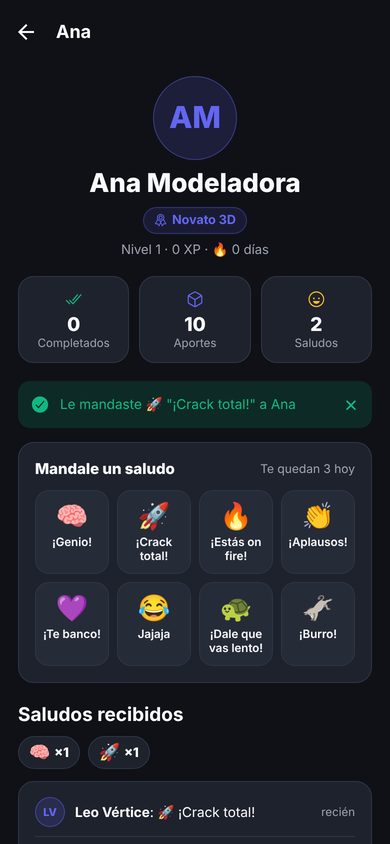 Ana
AM
Ana Modeladora
Novato 3D
Nivel 1 · 0 XP · 🔥 0 días
0
Completados
10
Aportes
2
Saludos
Le mandaste 🚀 "¡Crack total!" a Ana
Mandale un saludo
Te quedan 3 hoy
¡Genio!
¡Crack
total!
¡Estás on
fire!
¡Aplausos!
¡Te banco!
Jajaja
¡Dale que
vas lento!
¡Burro!
Saludos recibidos
🧠 ×1
🚀 ×1
LV
Leo Vértice: 🚀 ¡Crack total!
recién